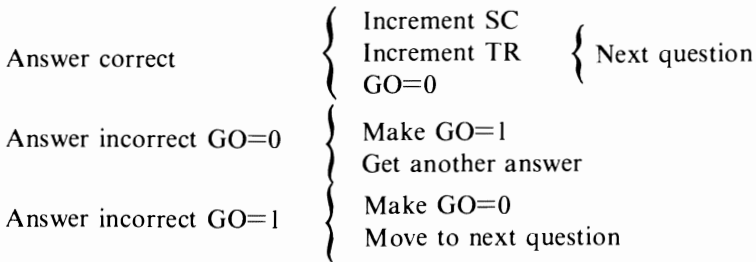 Increment SC
Answer correct Increment TR Next question
GO=0
Answer incorrect GO=0 Make GO=1
Get another answer
Answer incorrect GO=1 Make GO=0
Move to next question